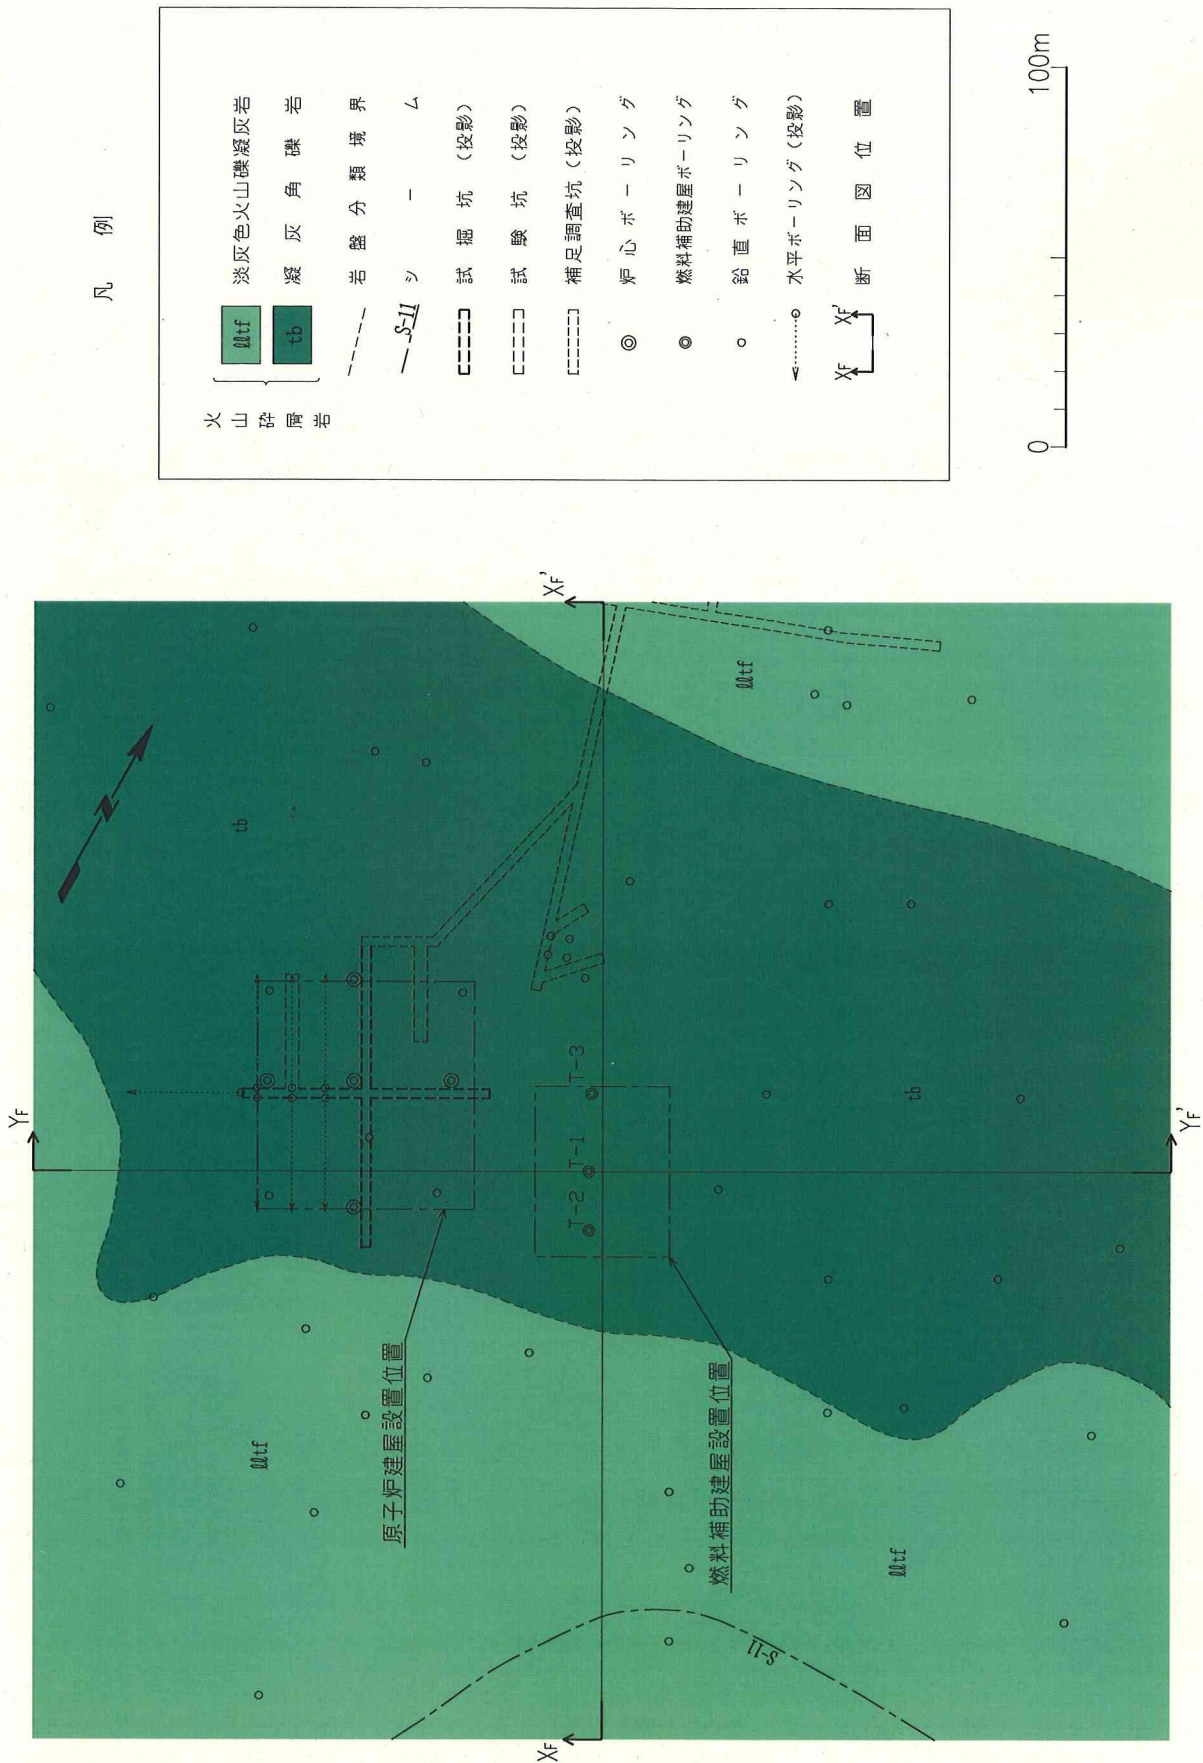 凡例
火山砕屑岩
lltf 淡灰色火山礫凝灰岩
tb 凝灰角礫岩
岩盤分類境界
S-11 シーム
試掘坑(投影)
試験坑(投影)
補足調査坑(投影)
炉心ボーリング
燃料補助建屋ボーリング
鉛直ボーリング
水平ボーリング(投影)
XF XF' 断面図位置
0 100m
N
YF
YF'
XF
XF'
tb
tb
lltf
lltf
lltf
T-2 T-1 T-3
原子炉建屋設置位置
燃料補助建屋設置位置
S-11